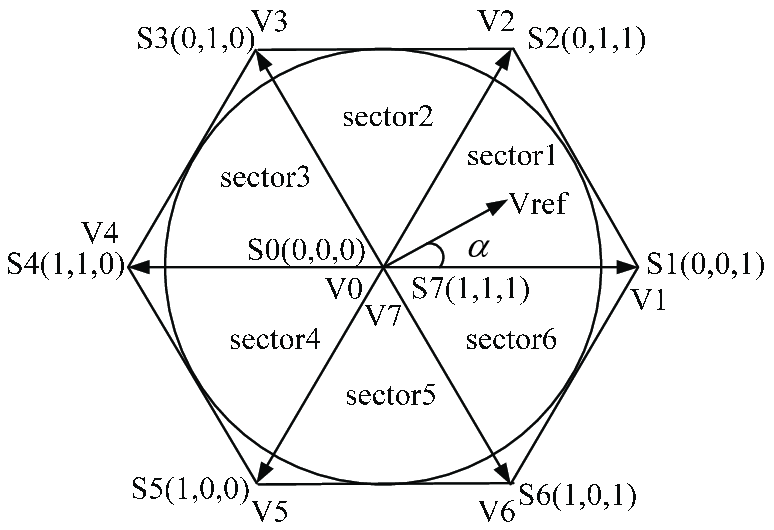 V3
V2
S3(0,1,0)
S2(0,1,1)
sector2
sector1
sector3
Vref
V4
S0(0,0,0)
α
S4(1,1,0)
S1(0,0,1)
V0
S7(1,1,1)
V1
V7
sector4
sector6
sector5
S5(1,0,0)
S6(1,0,1)
V5
V6